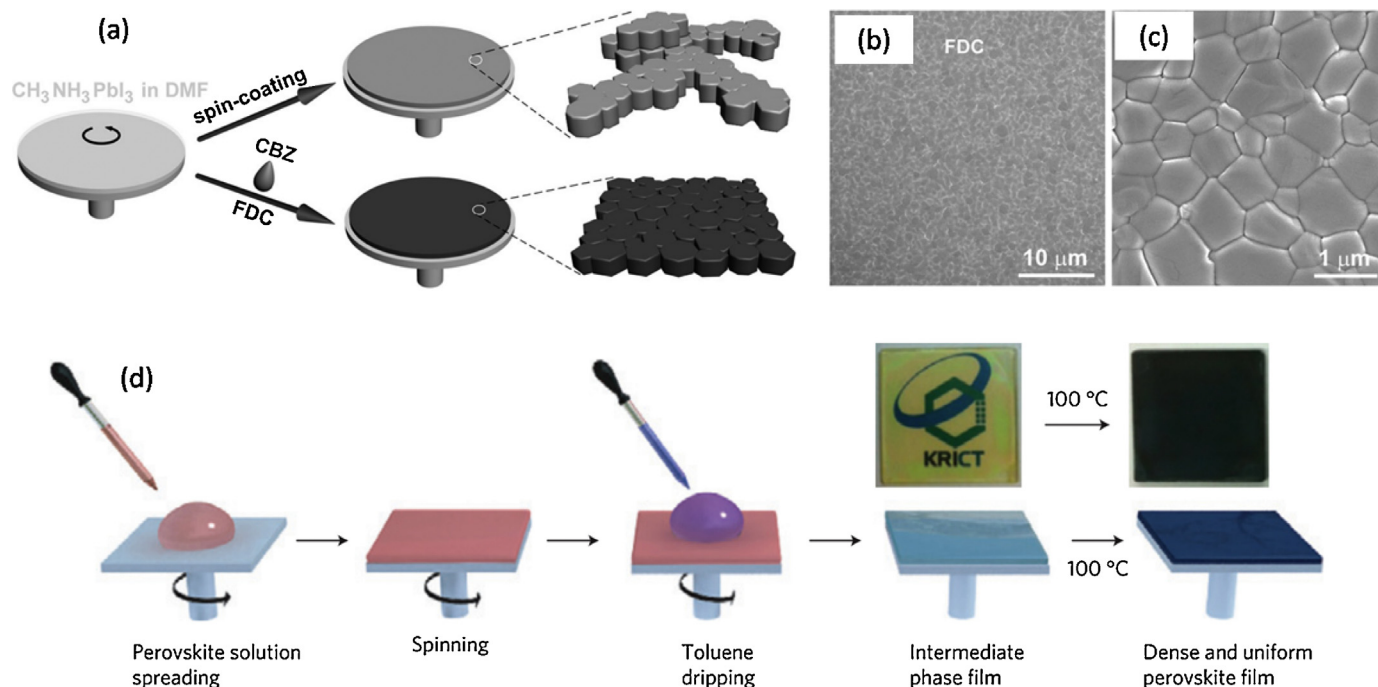 (a)
CH₃NH₃PbI₃ in DMF
spin-coating
CBZ
FDC
(b)
FDC
10 μm
(c)
1 μm
(d)
KRICT
100 °C
100 °C
Perovskite solution
spreading
Spinning
Toluene
dripping
Intermediate
phase film
Dense and uniform
perovskite film